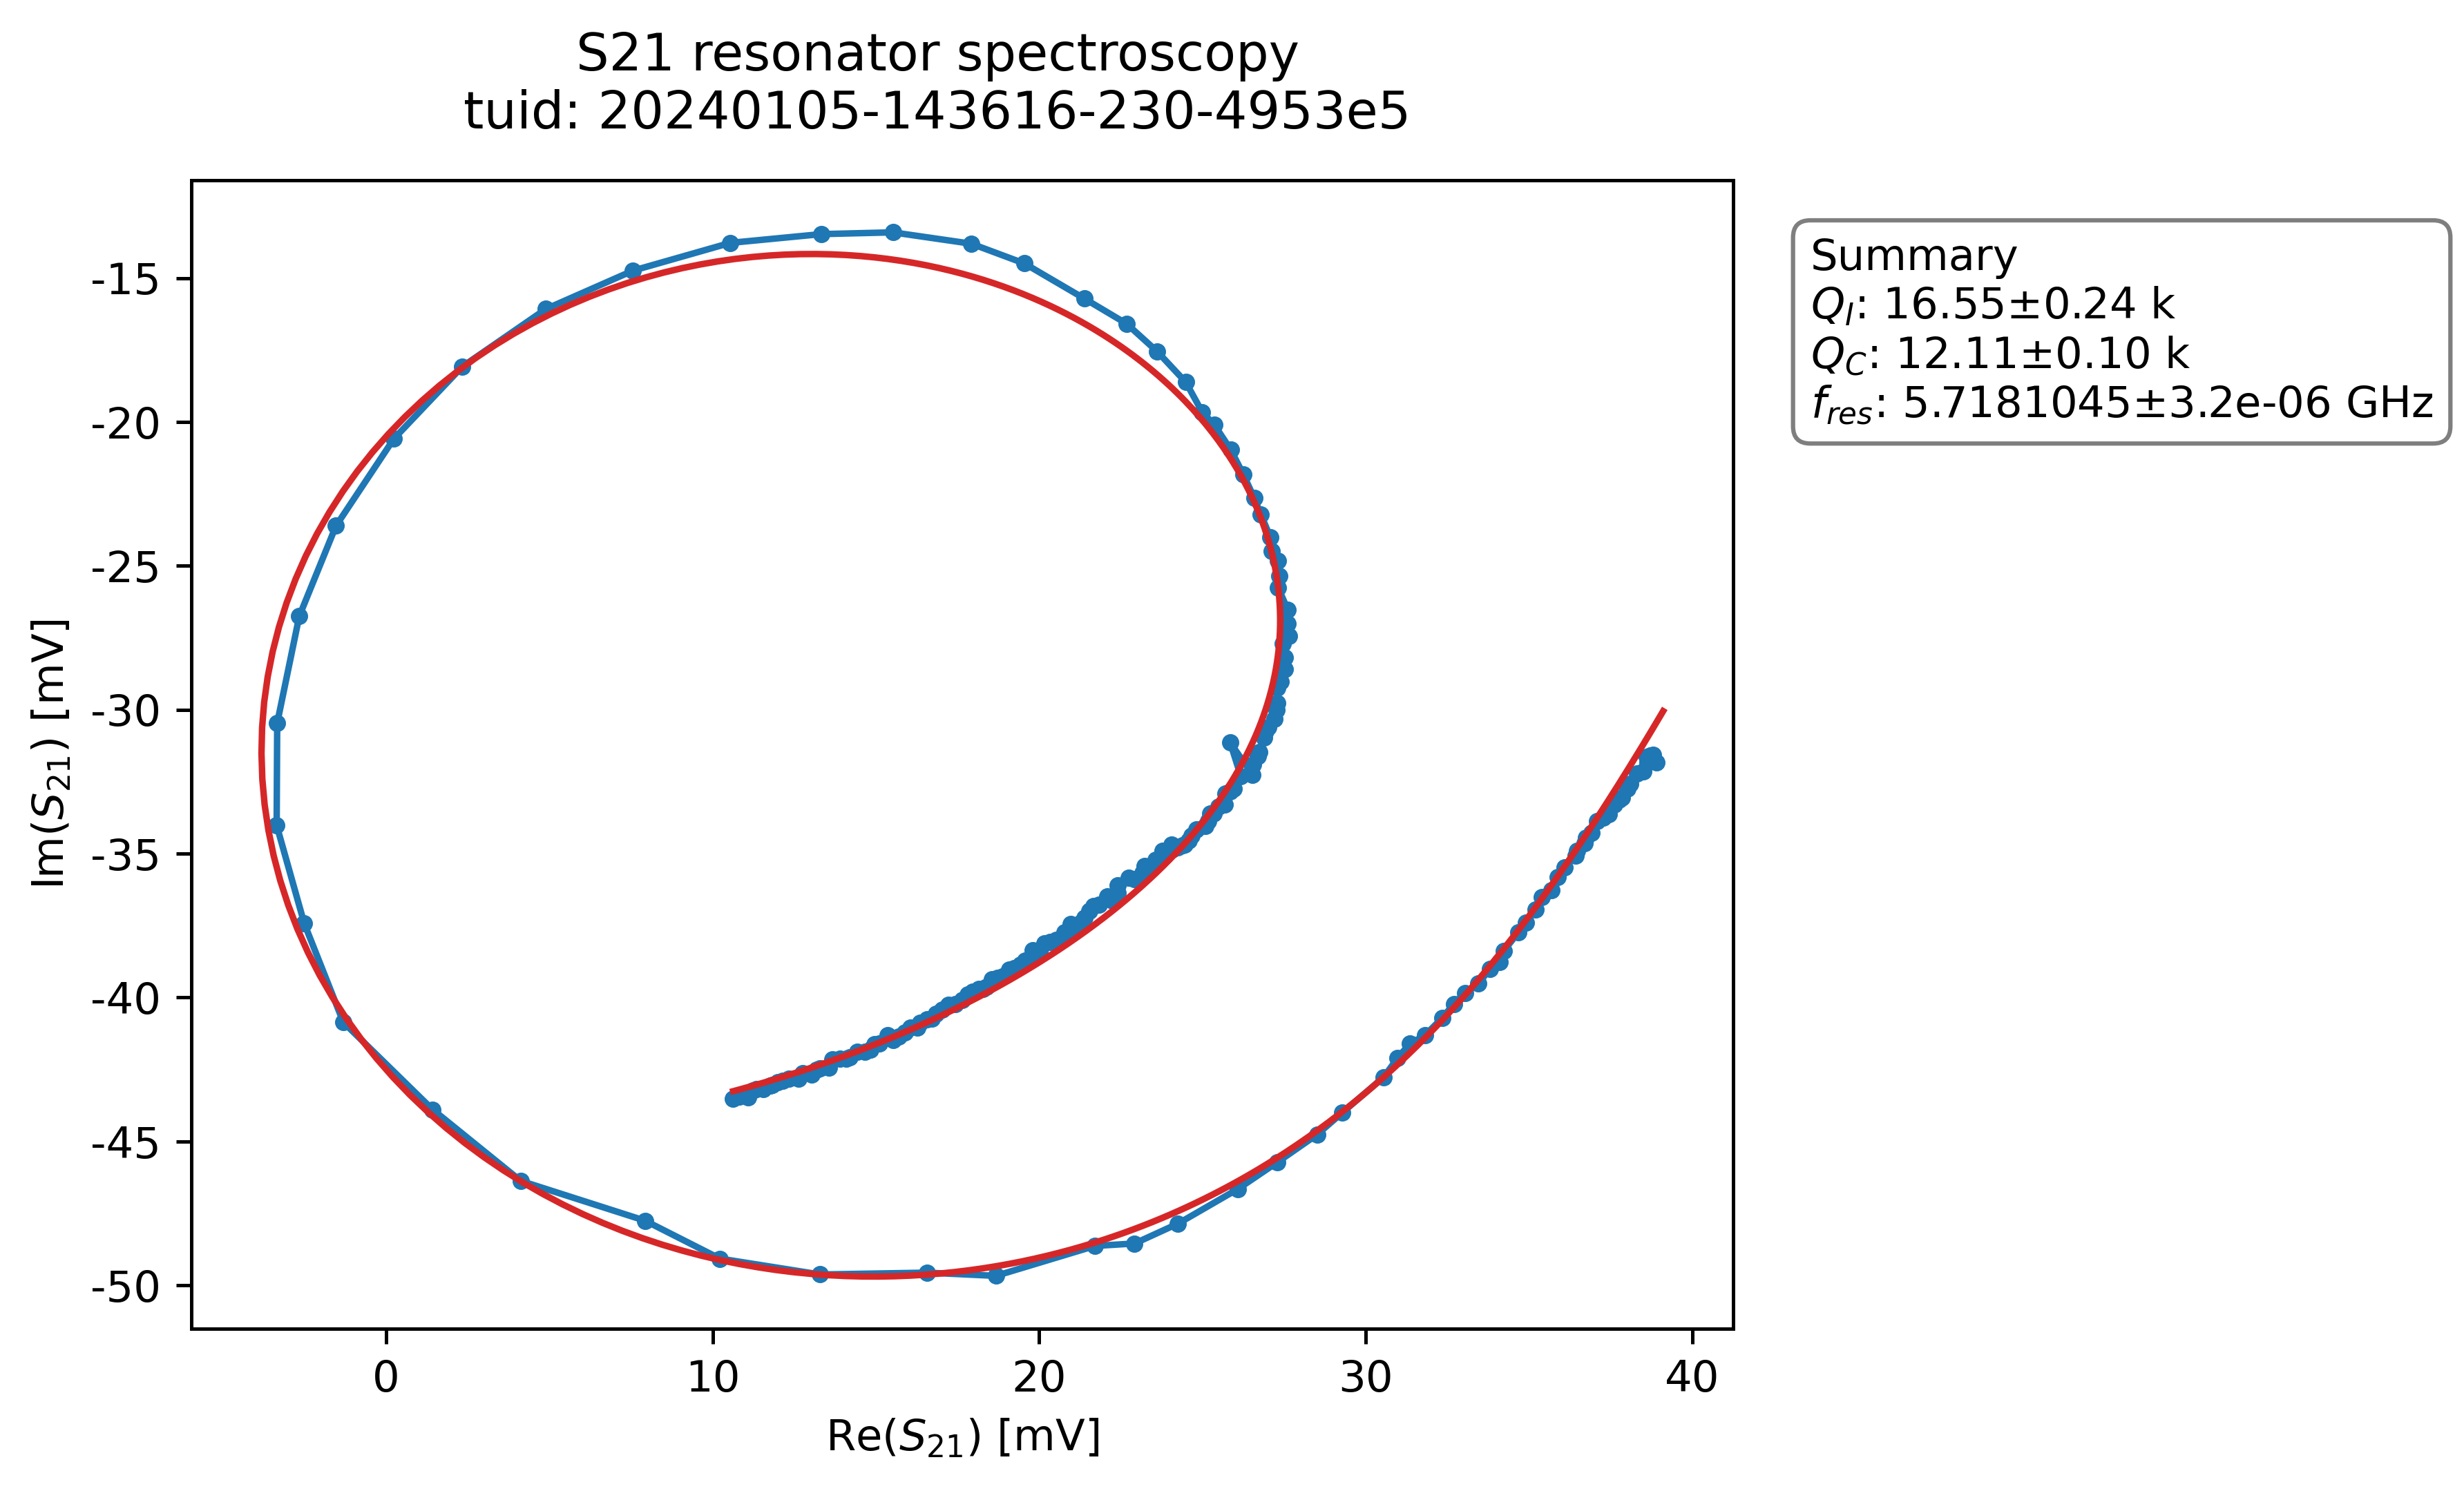 S21 resonator spectroscopy
tuid: 20240105-143616-230-4953e5
-15
-20
-25
-30
-35
-40
-45
-50
Im(S21) [mV]
0 10 20 30 40
Re(S21) [mV]
Summary
QI: 16.55±0.24 k
QC: 12.11±0.10 k
fres: 5.7181045±3.2e-06 GHz